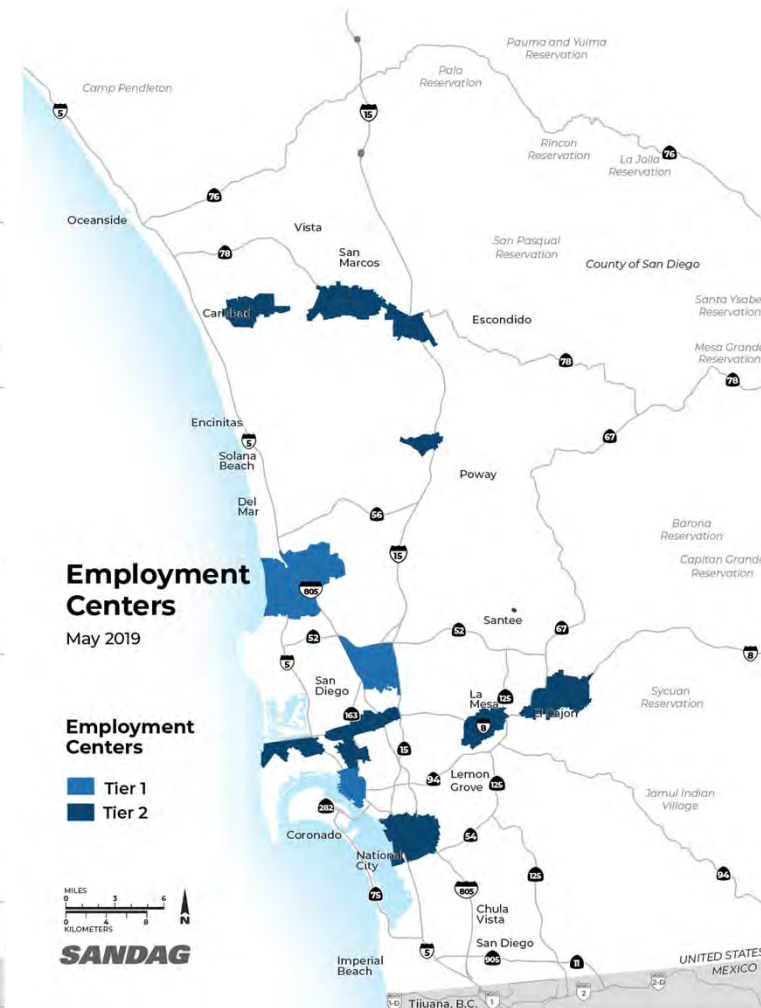 Pauma and Yuima
Reservation
Pala
Reservation
Camp Pendleton
5
15
Rincon
Reservation
La Jolla
Reservation
76
76
Oceanside
Vista
78
San
Marcos
San Pasqual
Reservation
County of San Diego
Santa Ysabe
Reservation
Carlsbad
Escondido
Mesa Grande
Reservation
78
78
Encinitas
5
Solana
Beach
67
Poway
Del
Mar
56
Barona
Reservation
15
Capitan Grande
Reservation
Employment
Centers
May 2019
805
Santee
52
52
67
5
8
San
Diego
La
Mesa
125
Sycuan
Reservation
163
8
El Cajon
Employment
Centers
Tier 1
Tier 2
15
94
Lemon
Grove
125
Jamul Indian
Village
282
Coronado
54
National
City
125
94
75
805
Chula
Vista
MILES
0 3 6
0 4 8
KILOMETERS
N
SANDAG
San Diego
Imperial
Beach
5
905
11
UNITED STATES
MEXICO
1-D
Tijuana, B.C.
1
2
2-D